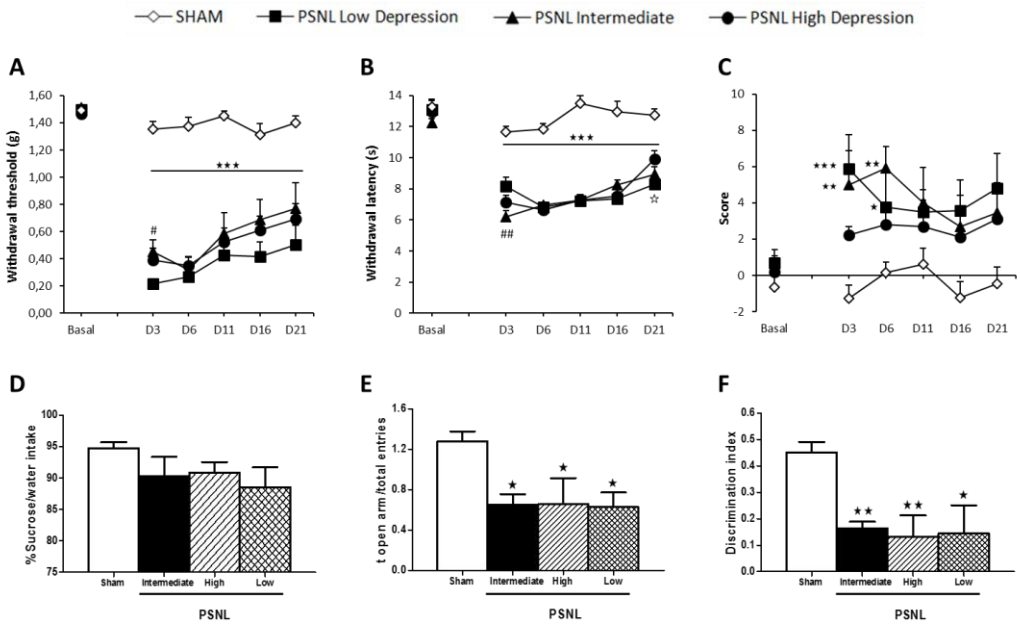 SHAM PSNL Low Depression PSNL Intermediate PSNL High Depression
A
Withdrawal threshold (g)
1,60
1,40
1,20
1,00
0,80
0,60
0,40
0,20
0,00
***
#
Basal D3 D6 D11 D16 D21
B
Withdrawal latency (s)
14
12
10
8
6
4
2
0
***
##
☆
Basal D3 D6 D11 D16 D21
C
Score
10
8
6
4
2
0
-2
***
**
**
*
Basal D3 D6 D11 D16 D21
D
%Sucrose/water intake
100
95
90
85
80
75
Sham Intermediate High Low
PSNL
E
t open arm/total entries
1.6
1.2
0.8
0.4
0.0
★ ★ ★
Sham Intermediate High Low
PSNL
F
Discrimination index
0.6
0.5
0.4
0.3
0.2
0.1
0.0
★★ ★★ ★
Sham Intermediate High Low
PSNL